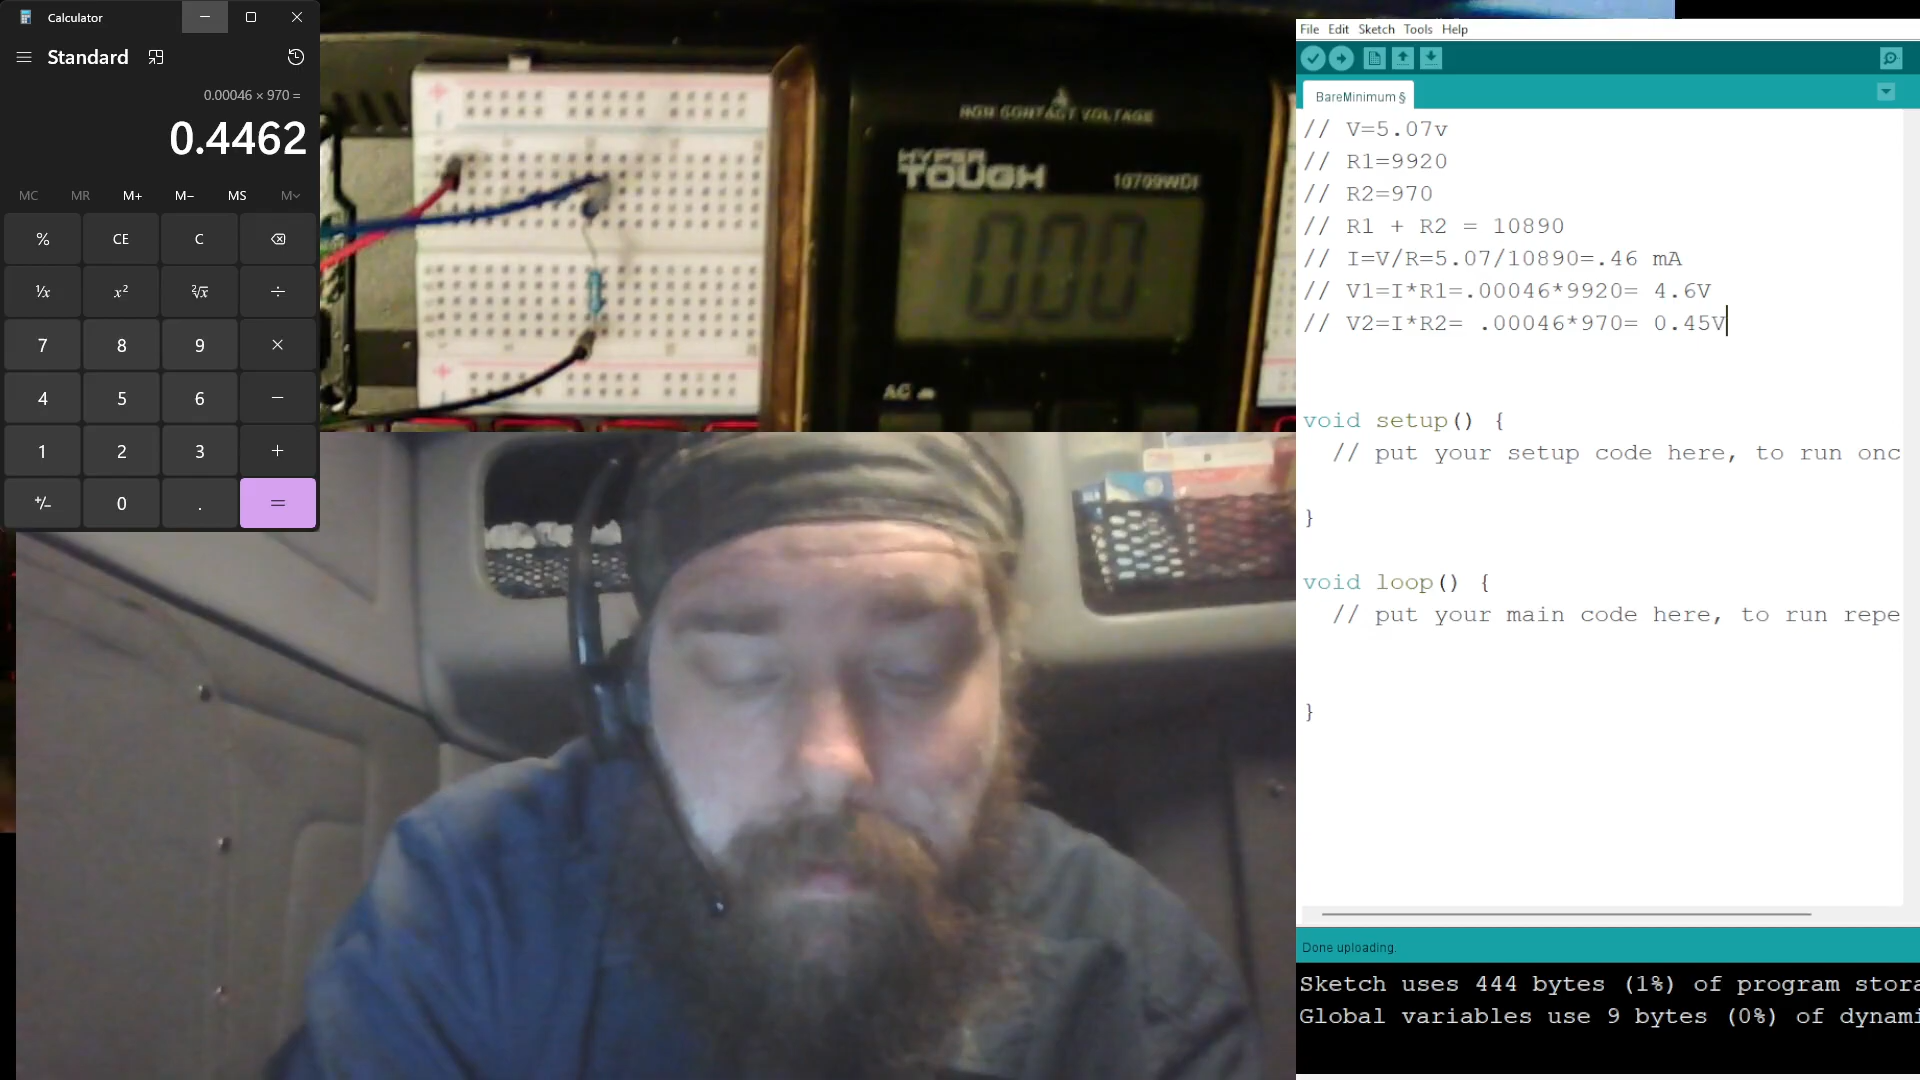 Calculator
Standard
0.00046 × 970 =
0.4462
MC MR M+ M− MS M
% CE C
¹/x x² ²√x ÷
7 8 9 ×
4 5 6 −
1 2 3 +
+/− 0 . =
NON CONTACT VOLTAGE
HYPER
TOUGH
10709WDI
0.00
AC
File Edit Sketch Tools Help
BareMinimum §
// V=5.07v
// R1=9920
// R2=970
// R1 + R2 = 10890
// I=V/R=5.07/10890=.46 mA
// V1=I*R1=.00046*9920= 4.6V
// V2=I*R2= .00046*970= 0.45V
void setup() {
// put your setup code here, to run onc
}
void loop() {
// put your main code here, to run repe
}
Done uploading.
Sketch uses 444 bytes (1%) of program stora
Global variables use 9 bytes (0%) of dynami